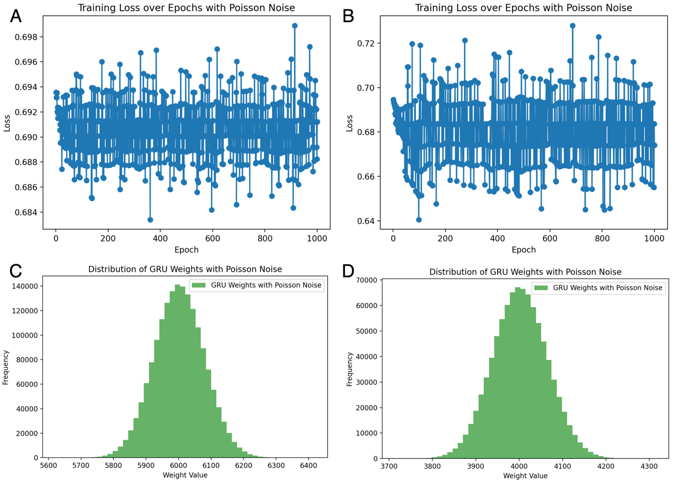 A
Training Loss over Epochs with Poisson Noise
0.698
0.696
0.694
0.692
0.690
0.688
0.686
0.684
Loss
0 200 400 600 800 1000
Epoch
B
Training Loss over Epochs with Poisson Noise
0.72
0.70
0.68
0.66
0.64
Loss
0 200 400 600 800 1000
Epoch
C
Distribution of GRU Weights with Poisson Noise
GRU Weights with Poisson Noise
140000
120000
100000
80000
60000
40000
20000
0
Frequency
5600 5700 5800 5900 6000 6100 6200 6300 6400
Weight Value
D
Distribution of GRU Weights with Poisson Noise
GRU Weights with Poisson Noise
70000
60000
50000
40000
30000
20000
10000
0
Frequency
3700 3800 3900 4000 4100 4200 4300
Weight Value